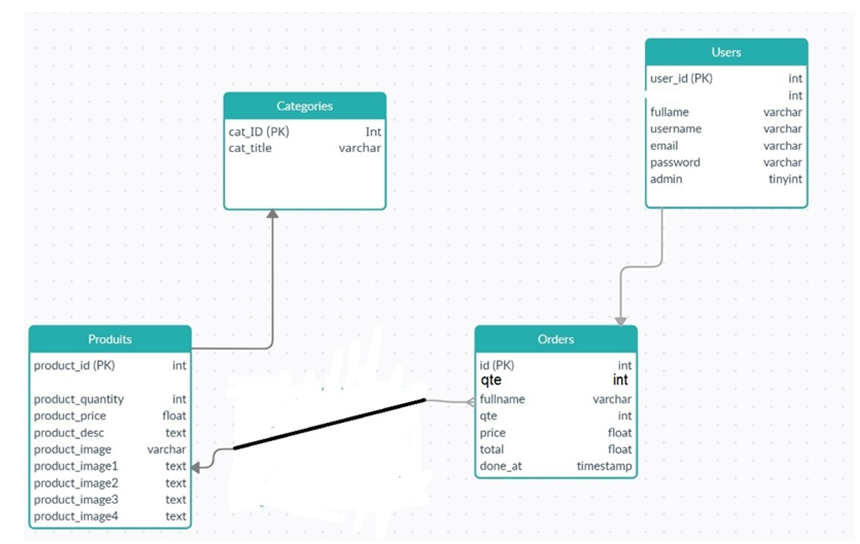 Users
user_id (PK) int
int
fullame varchar
username varchar
email varchar
password varchar
admin tinyint
Categories
cat_ID (PK) Int
cat_title varchar
Produits
product_id (PK) int
product_quantity int
product_price float
product_desc text
product_image varchar
product_image1 text
product_image2 text
product_image3 text
product_image4 text
Orders
id (PK) int
qte int
fullname varchar
qte int
price float
total float
done_at timestamp